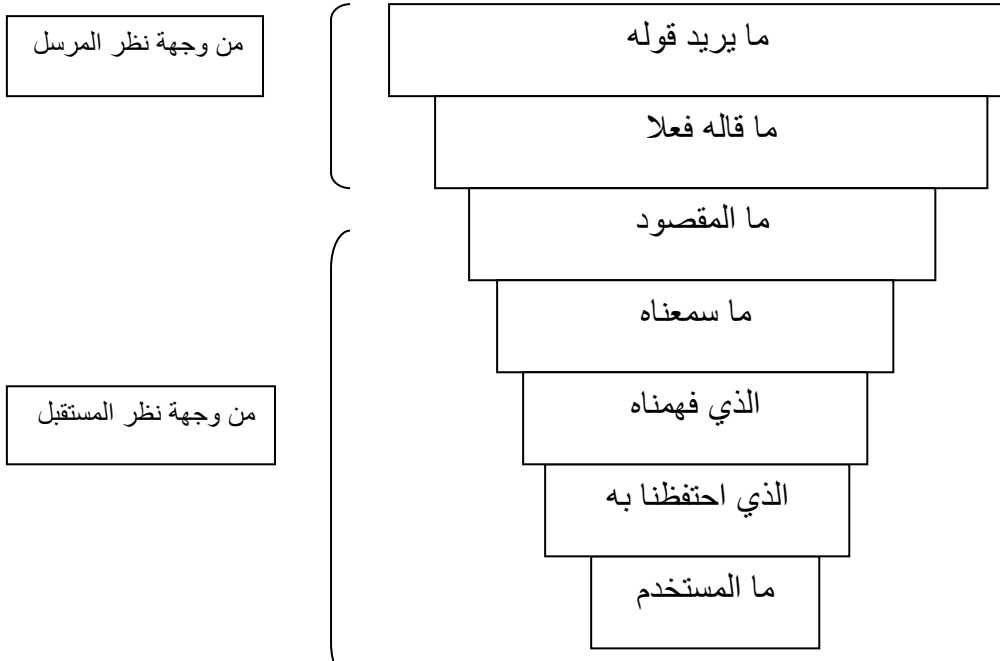 من وجهة نظر المرسل
ما يريد قوله
ما قاله فعلا
ما المقصود
ما سمعناه
من وجهة نظر المستقبل
الذي فهمناه
الذي احتفظنا به
ما المستخدم